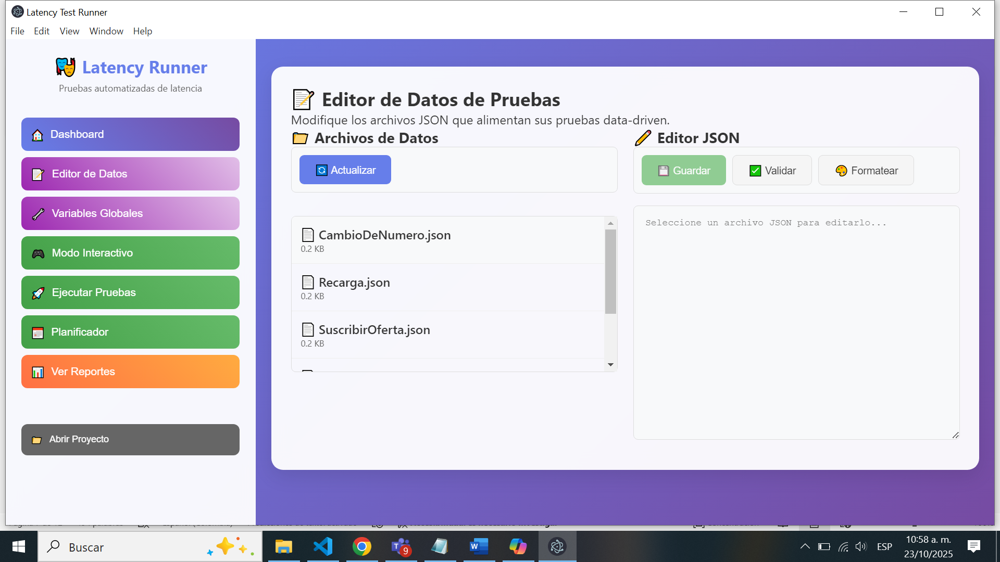 Latency Test Runner
File Edit View Window Help
Latency Runner
Pruebas automatizadas de latencia
Dashboard
Editor de Datos
Variables Globales
Modo Interactivo
Ejecutar Pruebas
Planificador
Ver Reportes
Abrir Proyecto
Editor de Datos de Pruebas
Modifique los archivos JSON que alimentan sus pruebas data-driven.
Archivos de Datos
Actualizar
CambioDeNumero.json
0.2 KB
Recarga.json
0.2 KB
SuscribirOferta.json
0.2 KB
Editor JSON
Guardar Validar Formatear
Seleccione un archivo JSON para editarlo...
Buscar
9
ESP
10:58 a. m.
23/10/2025